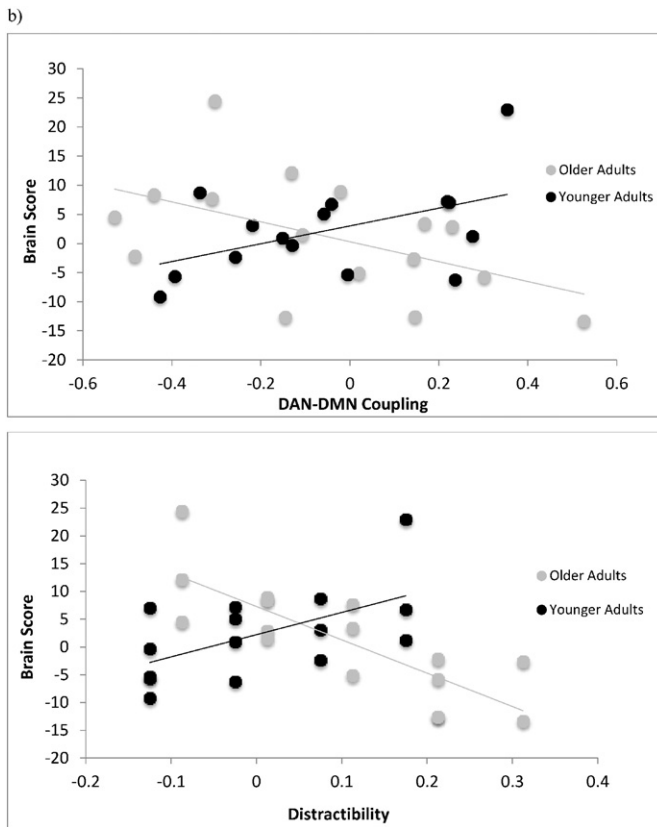 b)
30
25
20
15
10
5
0
-5
-10
-15
-20
Brain Score
-0.6 -0.4 -0.2 0 0.2 0.4 0.6
DAN-DMN Coupling
Older Adults
Younger Adults
30
25
20
15
10
5
0
-5
-10
-15
-20
Brain Score
-0.2 -0.1 0 0.1 0.2 0.3 0.4
Distractibility
Older Adults
Younger Adults